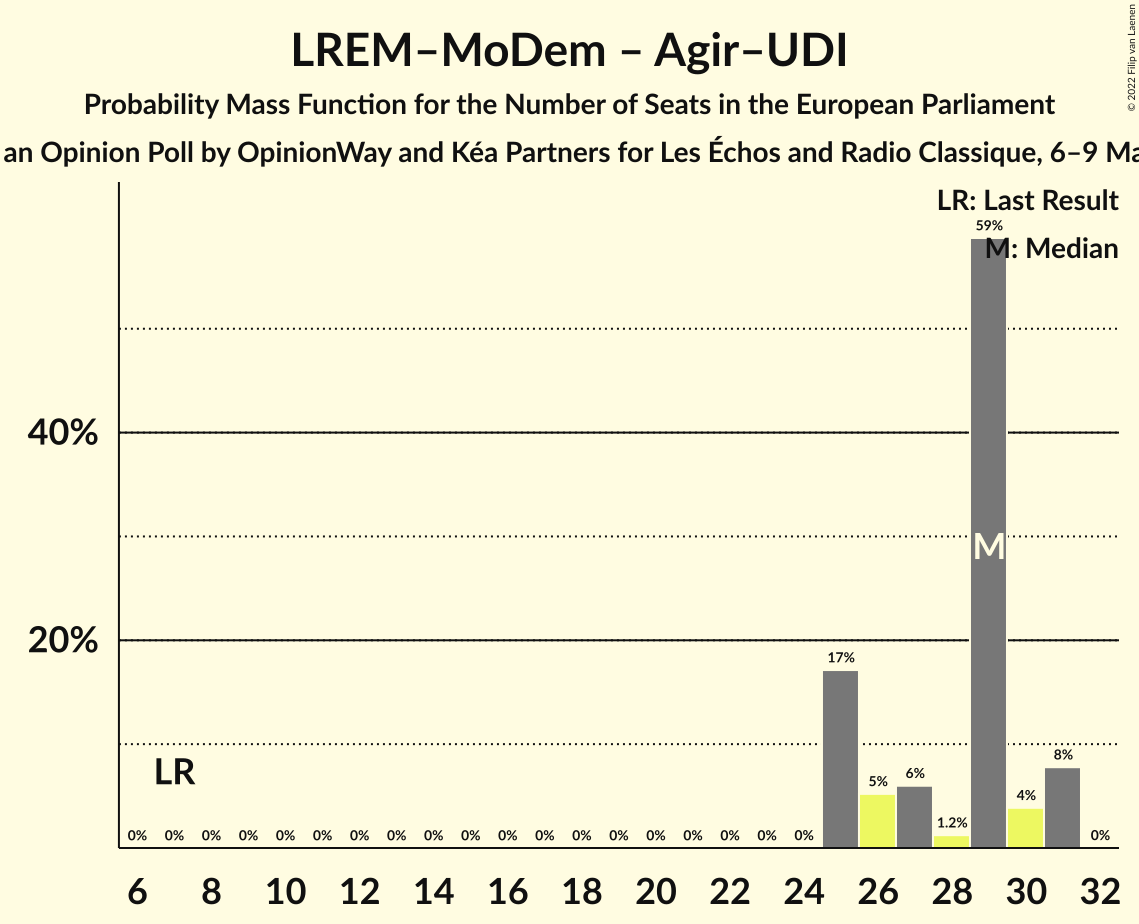 © 2022 Filip van Laenen
LREM–MoDem – Agir–UDI
Probability Mass Function for the Number of Seats in the European Parliament
an Opinion Poll by OpinionWay and Kéa Partners for Les Échos and Radio Classique, 6–9 Ma
LR: Last Result
59%
M: Median
40%
M
20%
17%
LR
8%
6%
5%
4%
1.2%
0% 0% 0% 0% 0% 0% 0% 0% 0% 0% 0% 0% 0% 0% 0% 0% 0% 0% 0% 0%
6 8 10 12 14 16 18 20 22 24 26 28 30 32